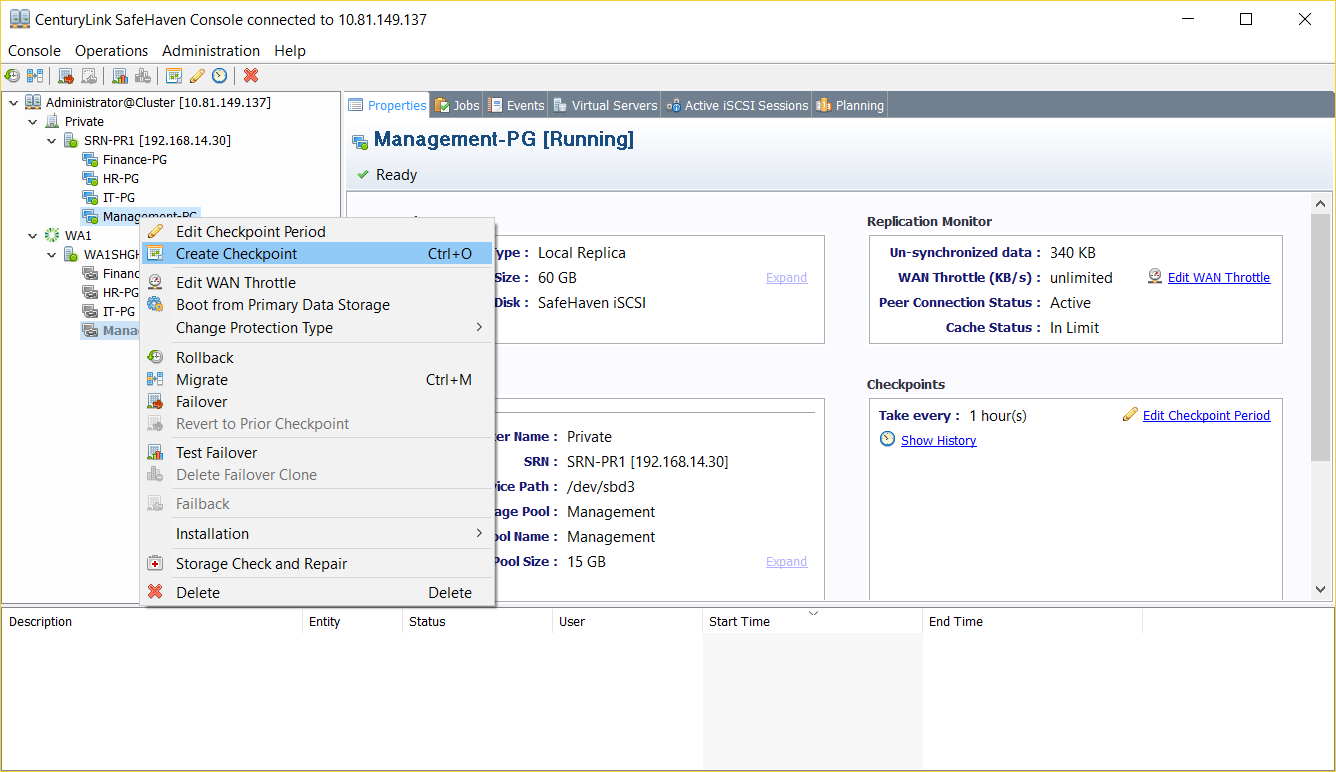 CenturyLink SafeHaven Console connected to 10.81.149.137
Console Operations Administration Help
Administrator@Cluster [10.81.149.137]
Private
SRN-PR1 [192.168.14.30]
Finance-PG
HR-PG
IT-PG
Management-PG
WA1
WA1SHGH
Financ
HR-PG
IT-PG
Mana
Edit Checkpoint Period
Create Checkpoint Ctrl+O
Edit WAN Throttle
Boot from Primary Data Storage
Change Protection Type
Rollback
Migrate Ctrl+M
Failover
Revert to Prior Checkpoint
Test Failover
Delete Failover Clone
Failback
Installation
Storage Check and Repair
Delete Delete
Properties Jobs Events Virtual Servers Active iSCSI Sessions Planning
Management-PG [Running]
Ready
ype : Local Replica
Size : 60 GB Expand
Disk : SafeHaven iSCSI
Replication Monitor
Un-synchronized data : 340 KB
WAN Throttle (KB/s) : unlimited Edit WAN Throttle
Peer Connection Status : Active
Cache Status : In Limit
er Name : Private
SRN : SRN-PR1 [192.168.14.30]
ice Path : /dev/sbd3
age Pool : Management
ool Name : Management
Pool Size : 15 GB Expand
Checkpoints
Take every : 1 hour(s) Edit Checkpoint Period
Show History
Description Entity Status User Start Time End Time